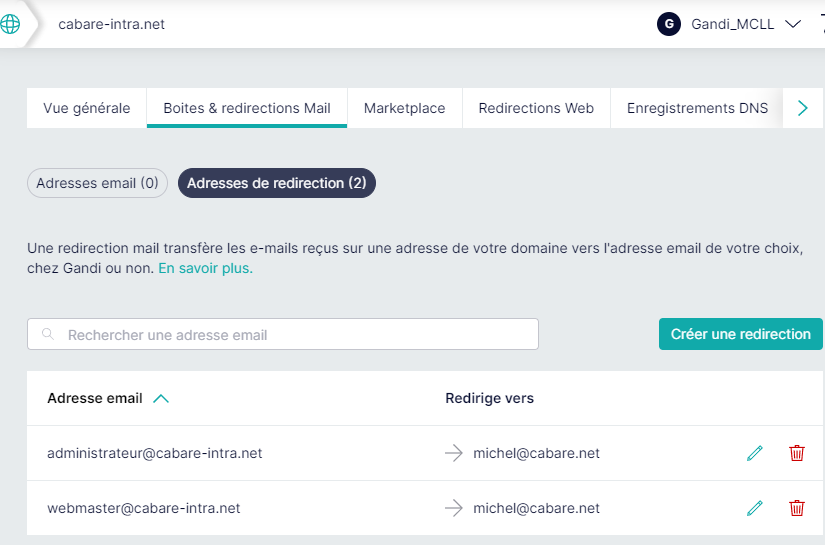 cabare-intra.net
G Gandi_MCLL
Vue générale Boites & redirections Mail Marketplace Redirections Web Enregistrements DNS
Adresses email (0) Adresses de redirection (2)
Une redirection mail transfère les e-mails reçus sur une adresse de votre domaine vers l'adresse email de votre choix,
chez Gandi ou non. En savoir plus.
Rechercher une adresse email
Créer une redirection
Adresse email Redirige vers
administrateur@cabare-intra.net michel@cabare.net
webmaster@cabare-intra.net michel@cabare.net